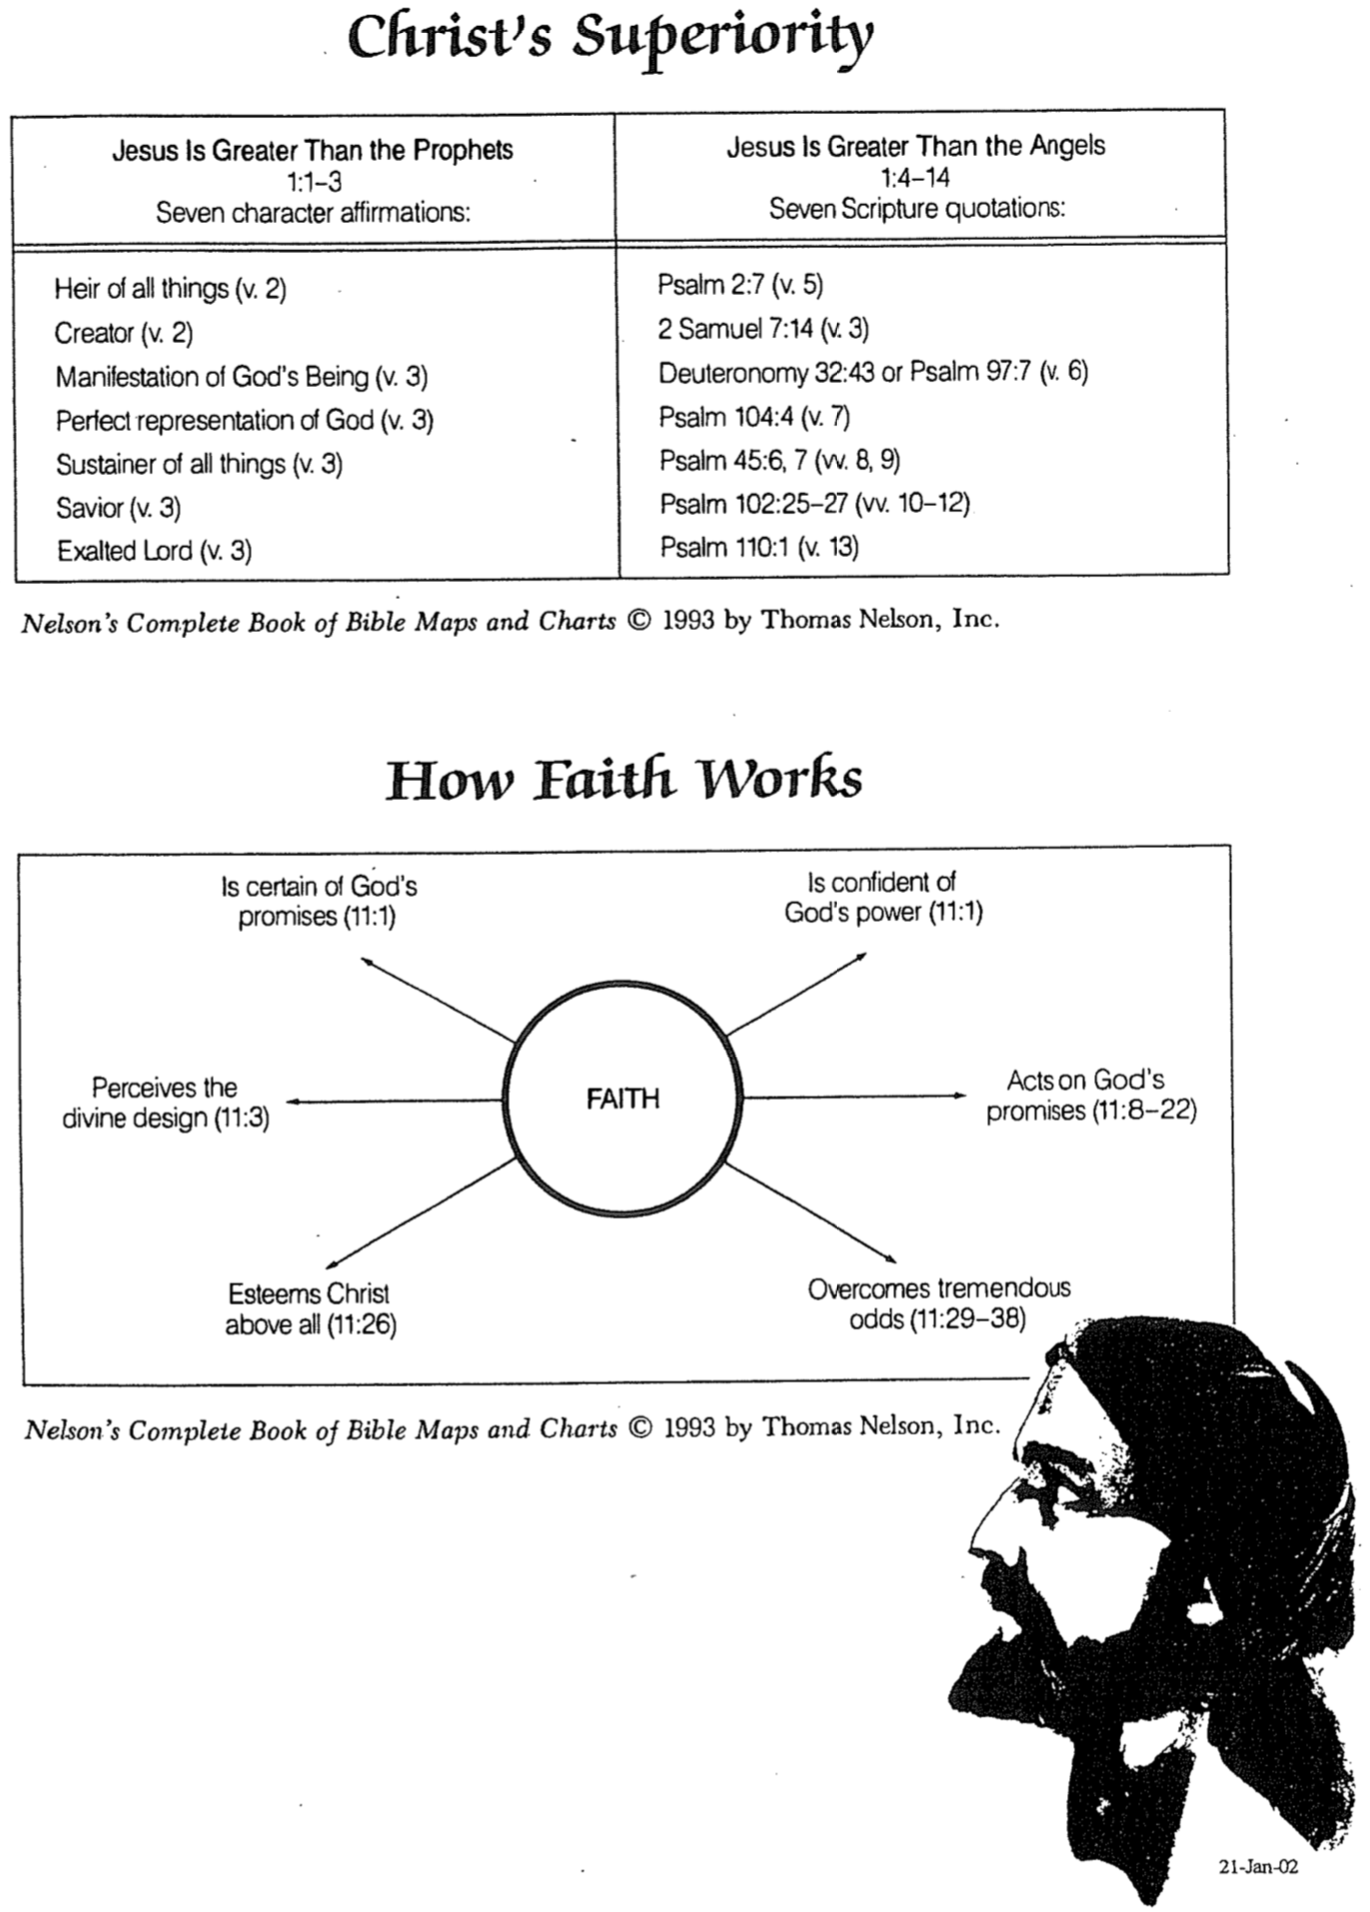 Christ's Superiority
Jesus Is Greater Than the Prophets
1:1–3
Seven character affirmations:
Jesus Is Greater Than the Angels
1:4–14
Seven Scripture quotations:
Heir of all things (v. 2)
Creator (v. 2)
Manifestation of God's Being (v. 3)
Perfect representation of God (v. 3)
Sustainer of all things (v. 3)
Savior (v. 3)
Exalted Lord (v. 3)
Psalm 2:7 (v. 5)
2 Samuel 7:14 (v. 3)
Deuteronomy 32:43 or Psalm 97:7 (v. 6)
Psalm 104:4 (v. 7)
Psalm 45:6, 7 (vv. 8, 9)
Psalm 102:25–27 (vv. 10–12)
Psalm 110:1 (v. 13)
Nelson's Complete Book of Bible Maps and Charts © 1993 by Thomas Nelson, Inc.
How Faith Works
Is certain of God's
promises (11:1)
Is confident of
God's power (11:1)
Perceives the
divine design (11:3)
FAITH
Acts on God's
promises (11:8–22)
Esteems Christ
above all (11:26)
Overcomes tremendous
odds (11:29–38)
Nelson's Complete Book of Bible Maps and Charts © 1993 by Thomas Nelson, Inc.
21-Jan-02